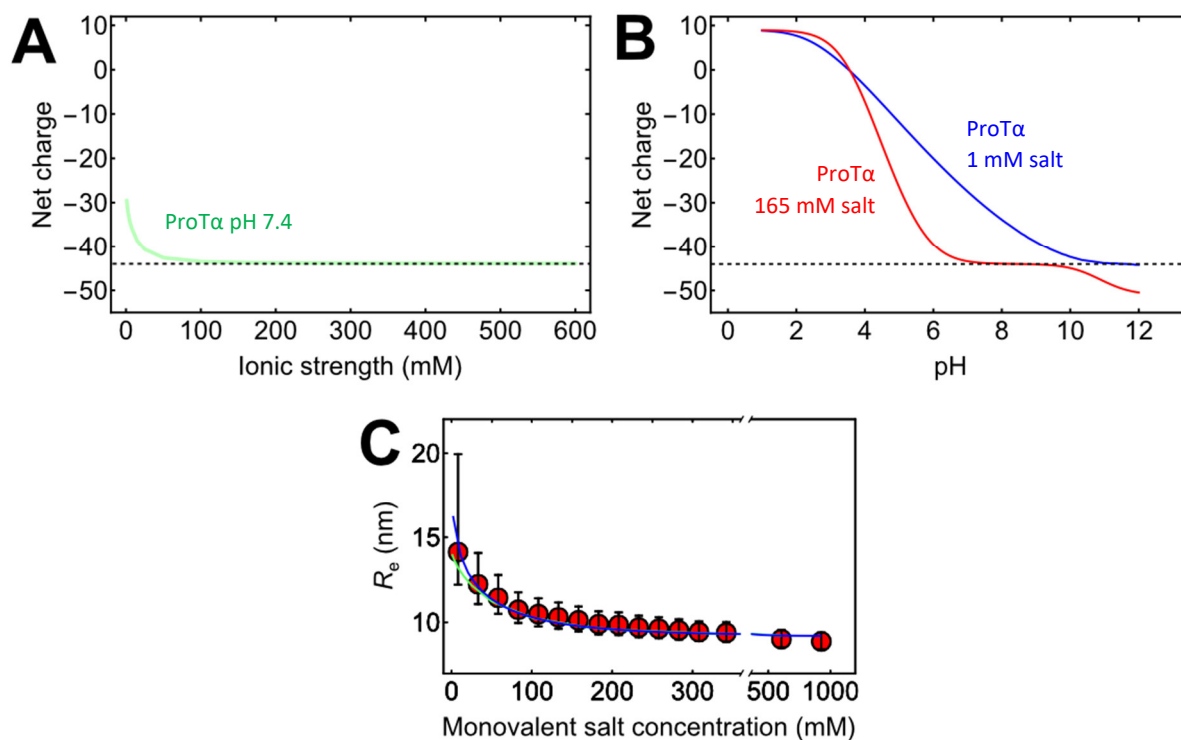 A
Net charge
10
0
−10
−20
−30
−40
−50
ProTα pH 7.4
0 100 200 300 400 500 600
Ionic strength (mM)
B
Net charge
10
0
−10
−20
−30
−40
−50
ProTα
1 mM salt
ProTα
165 mM salt
0 2 4 6 8 10 12
pH
C
Re (nm)
20
15
10
0 100 200 300 500 1000
Monovalent salt concentration (mM)